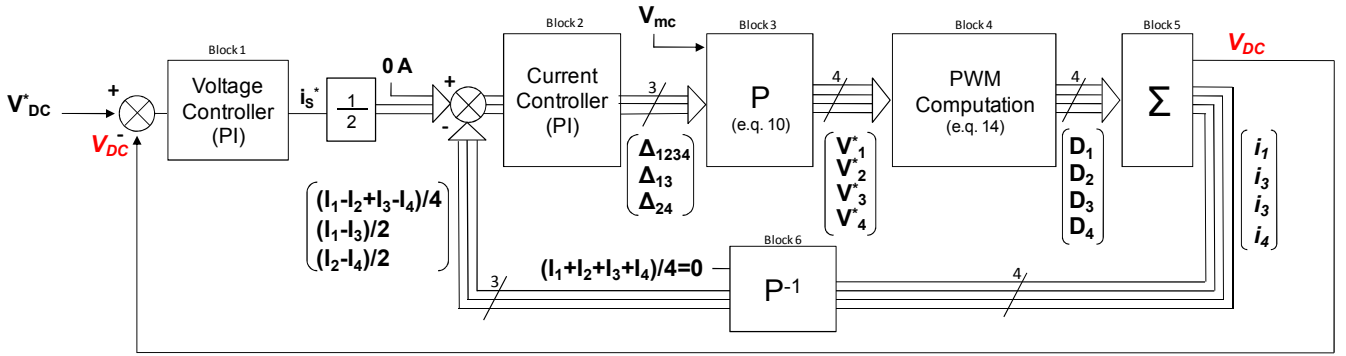 Block 1
Voltage
Controller
(PI)
V*DC
+
-
VDC
is*
1
2
0 A
+
-
Block 2
Current
Controller
(PI)
3
Δ1234
Δ13
Δ24
Vmc
Block 3
P
(e.q. 10)
4
V*1
V*2
V*3
V*4
Block 4
PWM
Computation
(e.q. 14)
4
D1
D2
D3
D4
Block 5
Σ
VDC
i1
i3
i3
i4
(I1-I2+I3-I4)/4
(I1-I3)/2
(I2-I4)/2
3
(I1+I2+I3+I4)/4=0
Block 6
P-1
4